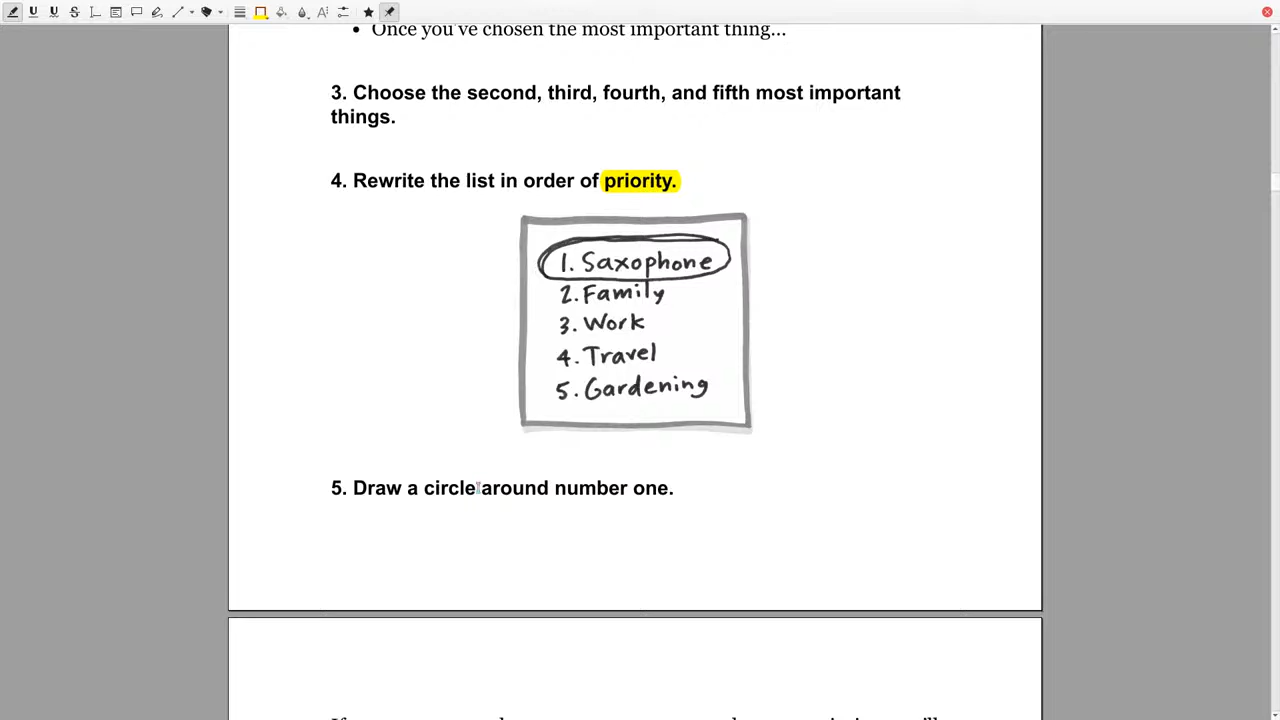 • Once you've chosen the most important thing...
3. Choose the second, third, fourth, and fifth most important
things.
4. Rewrite the list in order of priority.
1. Saxophone
2. Family
3. Work
4. Travel
5. Gardening
5. Draw a circle around number one.